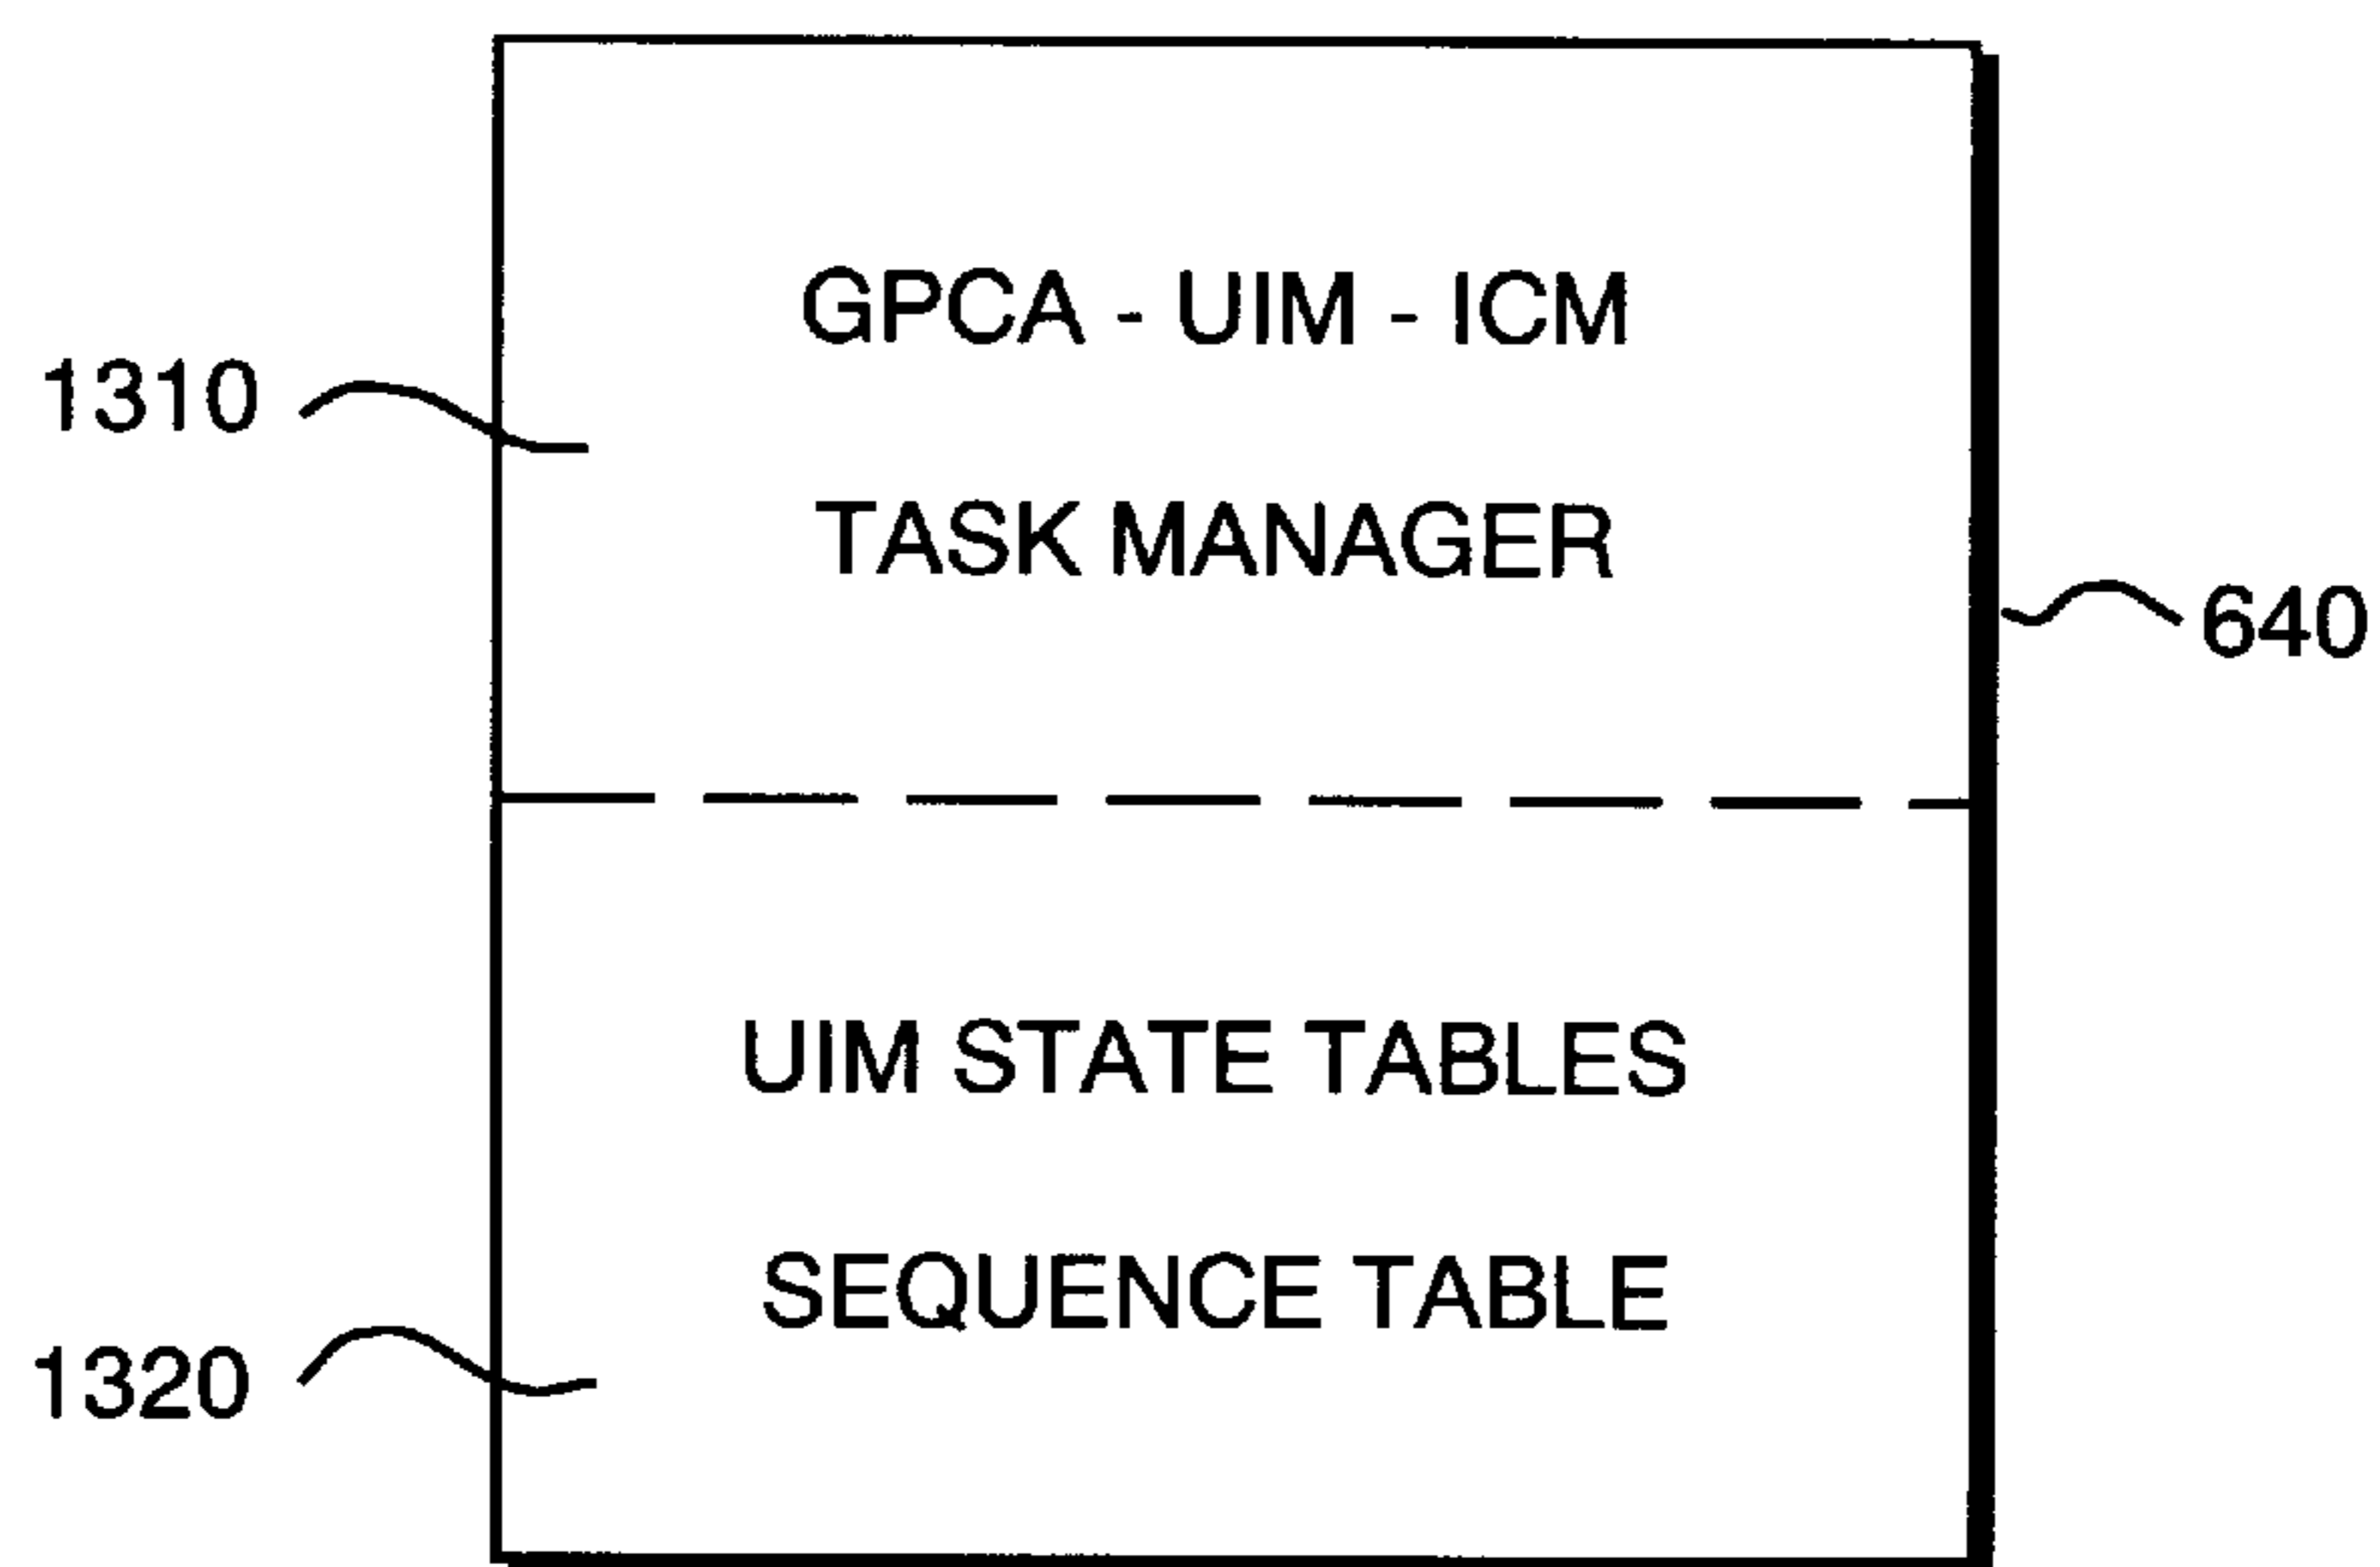 GPCA - UIM - ICM
1310
TASK MANAGER
640
UIM STATE TABLES
SEQUENCE TABLE
1320